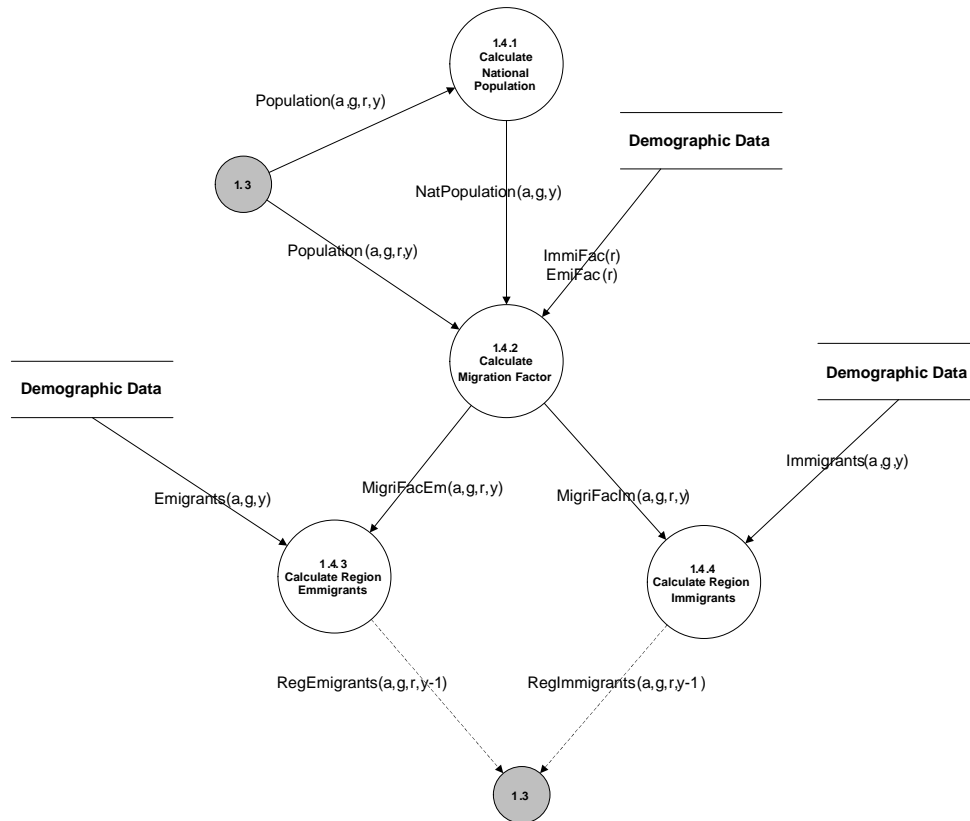 1.4.1
Calculate
National
Population
Population(a,g,r,y)
Demographic Data
1.3
NatPopulation(a,g,y)
Population(a,g,r,y)
ImmiFac(r)
EmiFac(r)
1.4.2
Calculate
Migration Factor
Demographic Data
Demographic Data
Immigrants(a,g,y)
Emigrants(a,g,y)
MigriFacEm(a,g,r,y)
MigriFacIm(a,g,r,y)
1.4.3
Calculate Region
Emmigrants
1.4.4
Calculate Region
Immigrants
RegEmigrants(a,g,r,y-1)
RegImmigrants(a,g,r,y-1)
1.3